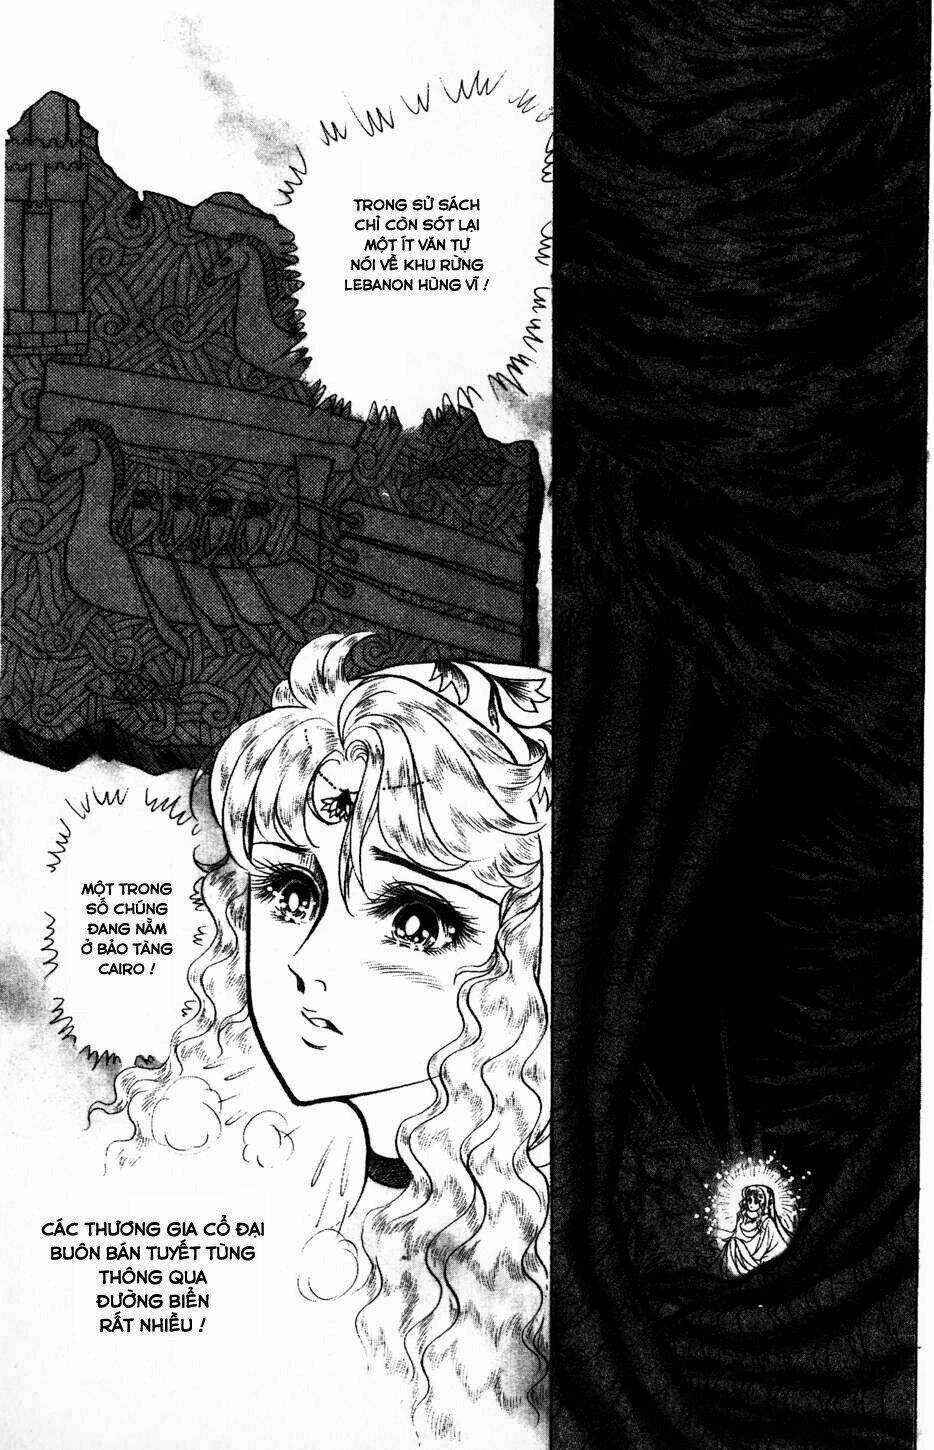 TRONG SỬ SÁCH
CHỈ CÒN SÓT LẠI
MỘT ÍT VĂN TỰ
NÓI VỀ KHU RỪNG
LEBANON HÙNG VĨ !
MỘT TRONG
SỐ CHÚNG
ĐANG NẰM
Ở BẢO TÀNG
CAIRO !
CÁC THƯƠNG GIA CỔ ĐẠI
BUÔN BÁN TUYẾT TÙNG
THÔNG QUA
ĐƯỜNG BIỂN
RẤT NHIỀU !